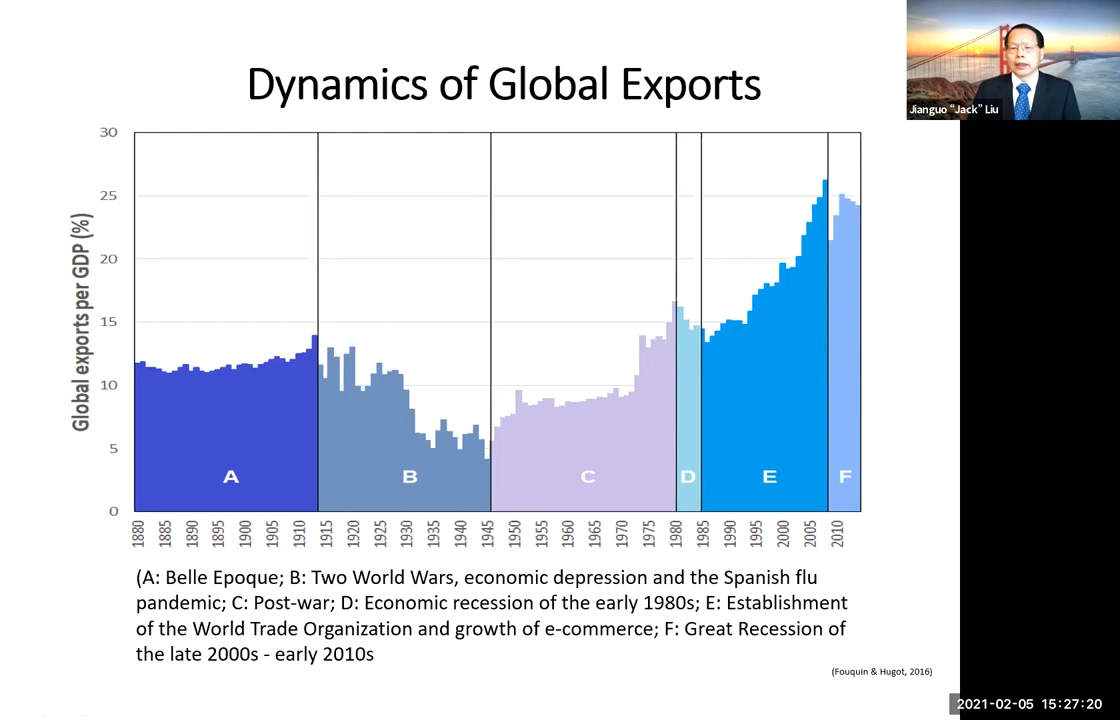 Dynamics of Global Exports
Jianguo "Jack" Liu
Global exports per GDP (%)
30
25
20
15
10
5
0
A
B
C
D
E
F
1880 1885 1890 1895 1900 1905 1910 1915 1920 1925 1930 1935 1940 1945 1950 1955 1960 1965 1970 1975 1980 1985 1990 1995 2000 2005 2010
(A: Belle Epoque; B: Two World Wars, economic depression and the Spanish flu
pandemic; C: Post-war; D: Economic recession of the early 1980s; E: Establishment
of the World Trade Organization and growth of e-commerce; F: Great Recession of
the late 2000s - early 2010s
(Fouquin & Hugot, 2016)
2021-02-05 15:27:20